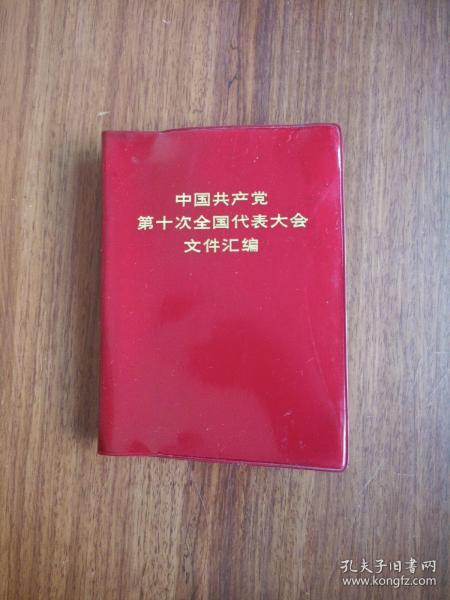 中国共产党
第十次全国代表大会
文件汇编
孔夫子旧书网
www.kongfz.com